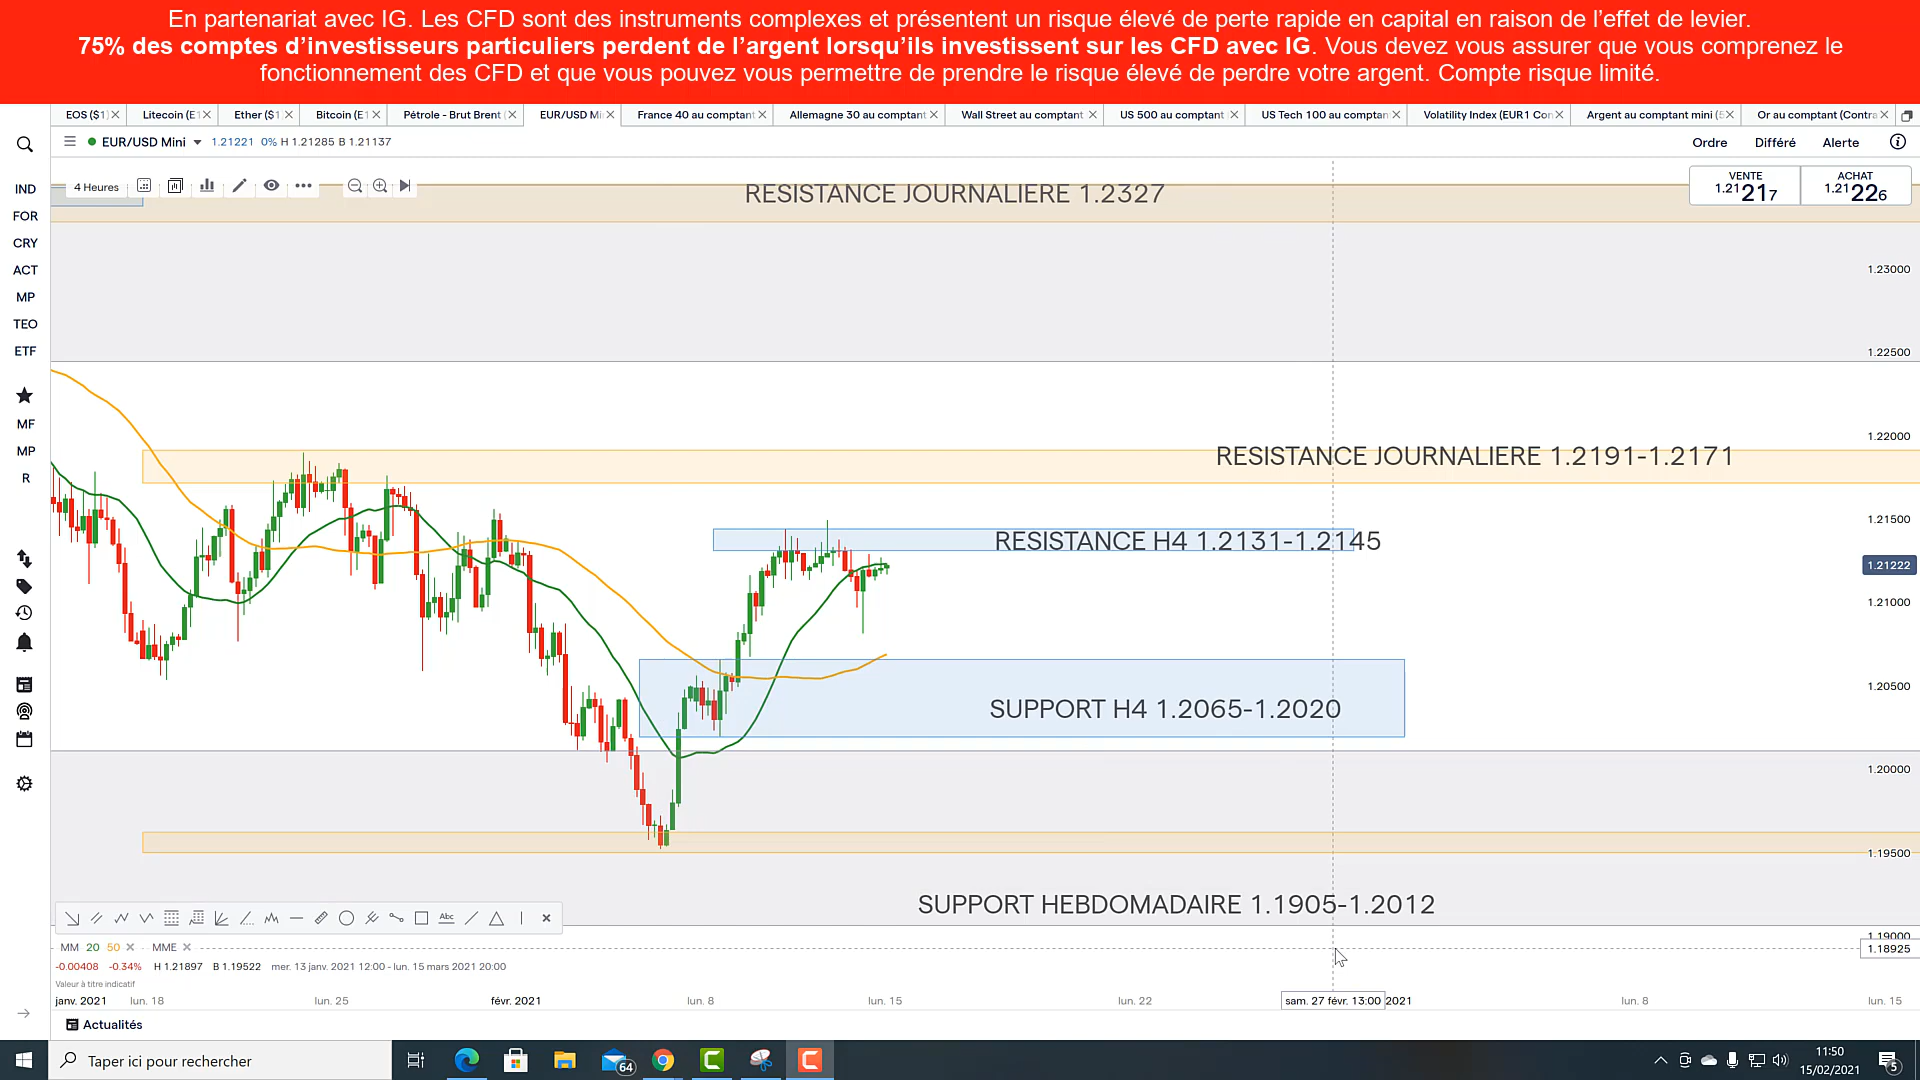 En partenariat avec IG. Les CFD sont des instruments complexes et présentent un risque élevé de perte rapide en capital en raison de l’effet de levier.
75% des comptes d’investisseurs particuliers perdent de l’argent lorsqu’ils investissent sur les CFD avec IG. Vous devez vous assurer que vous comprenez le
fonctionnement des CFD et que vous pouvez vous permettre de prendre le risque élevé de perdre votre argent. Compte risque limité.
EOS ($1) Litecoin (E1 Ether ($1 Bitcoin (E1 Pétrole - Brut Brent ( EUR/USD Mi France 40 au comptant Allemagne 30 au comptant Wall Street au comptant US 500 au comptant US Tech 100 au comptan Volatility Index (EUR1 Con Argent au comptant mini (5 Or au comptant (Contra
EUR/USD Mini 1.21221 0% H 1.21285 B 1.21137 Ordre Différé Alerte
4 Heures
VENTE
1.21217
ACHAT
1.21226
IND
FOR
CRY
ACT
MP
TEO
ETF
MF
MP
R
RESISTANCE JOURNALIERE 1.2327
1.23000
1.22500
1.22000
RESISTANCE JOURNALIERE 1.2191-1.2171
1.21500
RESISTANCE H4 1.2131-1.2145
1.21222
1.21000
1.20500
SUPPORT H4 1.2065-1.2020
1.20000
1.19500
SUPPORT HEBDOMADAIRE 1.1905-1.2012
Abc
1.19000
1.18925
MM 20 50 MME
-0.00408 -0.34% H 1.21897 B 1.19522 mer. 13 janv. 2021 12:00 - lun. 15 mars 2021 20:00
Valeur à titre indicatif
janv. 2021 lun. 18 lun. 25 févr. 2021 lun. 8 lun. 15 lun. 22 sam. 27 févr. 13:00 2021 lun. 8 lun. 15
Actualités
Taper ici pour rechercher
64
11:50
15/02/2021
5